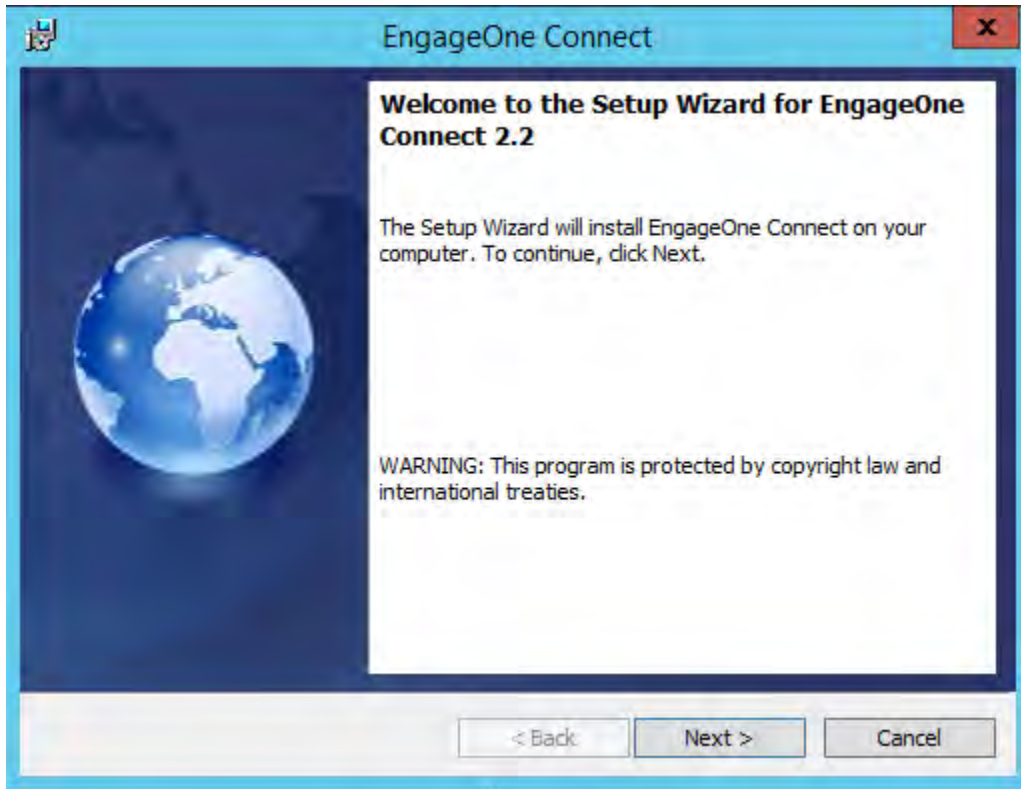 EngageOne Connect
x
Welcome to the Setup Wizard for EngageOne
Connect 2.2
The Setup Wizard will install EngageOne Connect on your
computer. To continue, click Next.
WARNING: This program is protected by copyright law and
international treaties.
< Back
Next >
Cancel